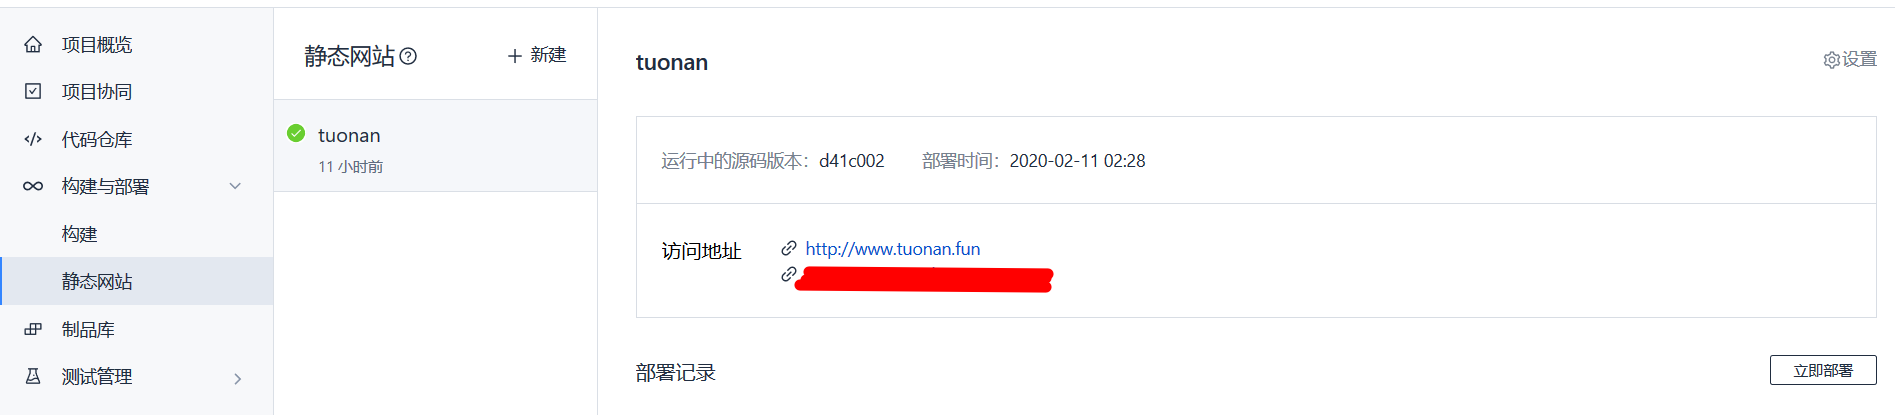 项目概览
项目协同
代码仓库
构建与部署
构建
静态网站
制品库
测试管理
静态网站
新建
tuonan
11 小时前
tuonan
设置
运行中的源码版本：d41c002 部署时间：2020-02-11 02:28
访问地址 http://www.tuonan.fun
部署记录
立即部署